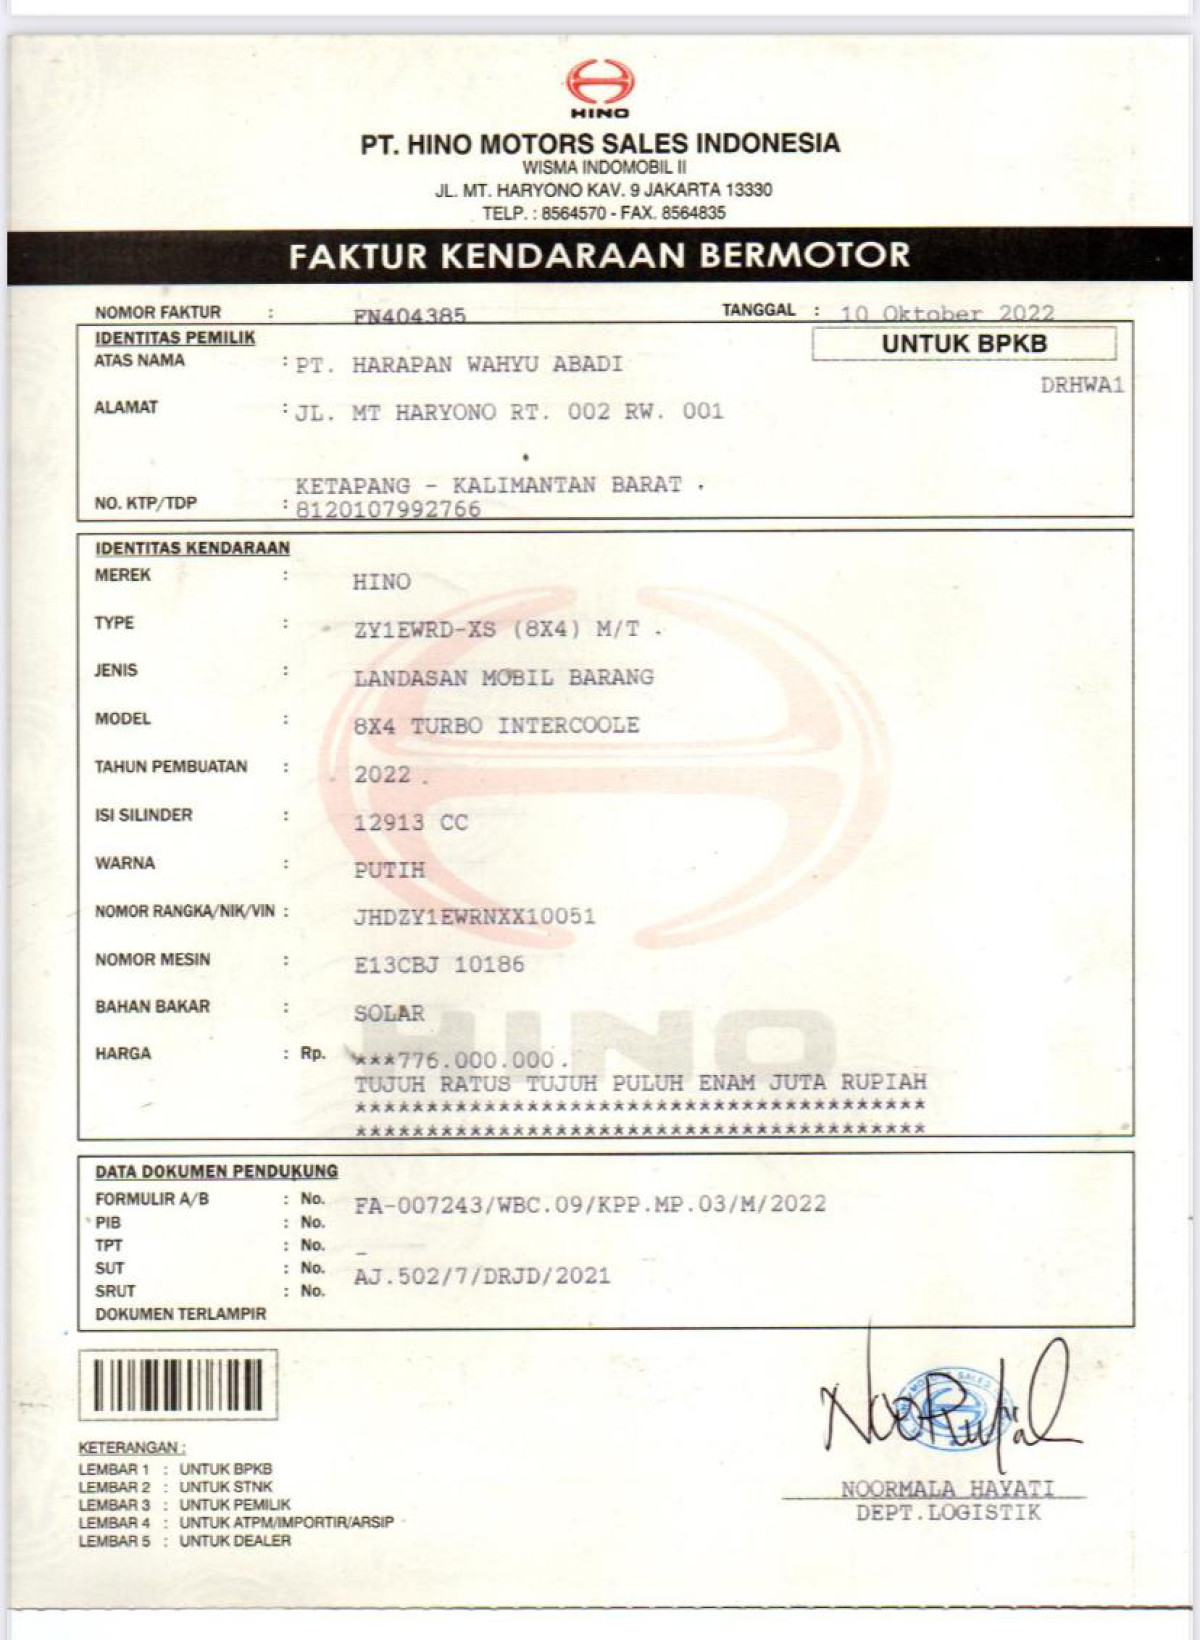 HINO
PT. HINO MOTORS SALES INDONESIA
WISMA INDOMOBIL II
JL. MT. HARYONO KAV. 9 JAKARTA 13330
TELP. : 8564570 - FAX. 8564835
FAKTUR KENDARAAN BERMOTOR
NOMOR FAKTUR : FN404385 TANGGAL : 10 Oktober 2022
IDENTITAS PEMILIK UNTUK BPKB
ATAS NAMA : PT. HARAPAN WAHYU ABADI
DRHWA1
ALAMAT : JL. MT HARYONO RT. 002 RW. 001
KETAPANG - KALIMANTAN BARAT .
NO. KTP/TDP : 8120107992766
IDENTITAS KENDARAAN
MEREK : HINO
TYPE : ZY1EWRD-XS (8X4) M/T .
JENIS : LANDASAN MOBIL BARANG
MODEL : 8X4 TURBO INTERCOOLE
TAHUN PEMBUATAN : 2022 .
ISI SILINDER : 12913 CC
WARNA : PUTIH
NOMOR RANGKA/NIK/VIN : JHDZY1EWRNXX10051
NOMOR MESIN : E13CBJ 10186
BAHAN BAKAR : SOLAR
HARGA : Rp. ***776.000.000.
TUJUH RATUS TUJUH PULUH ENAM JUTA RUPIAH
****************************************
****************************************
HINO
DATA DOKUMEN PENDUKUNG
FORMULIR A/B : No. FA-007243/WBC.09/KPP.MP.03/M/2022
PIB : No.
TPT : No. -
SUT : No. AJ.502/7/DRJD/2021
SRUT : No.
DOKUMEN TERLAMPIR
KETERANGAN :
LEMBAR 1 : UNTUK BPKB
LEMBAR 2 : UNTUK STNK
LEMBAR 3 : UNTUK PEMILIK
LEMBAR 4 : UNTUK ATPM/IMPORTIR/ARSIP
LEMBAR 5 : UNTUK DEALER
NOORMALA HAYATI
DEPT.LOGISTIK